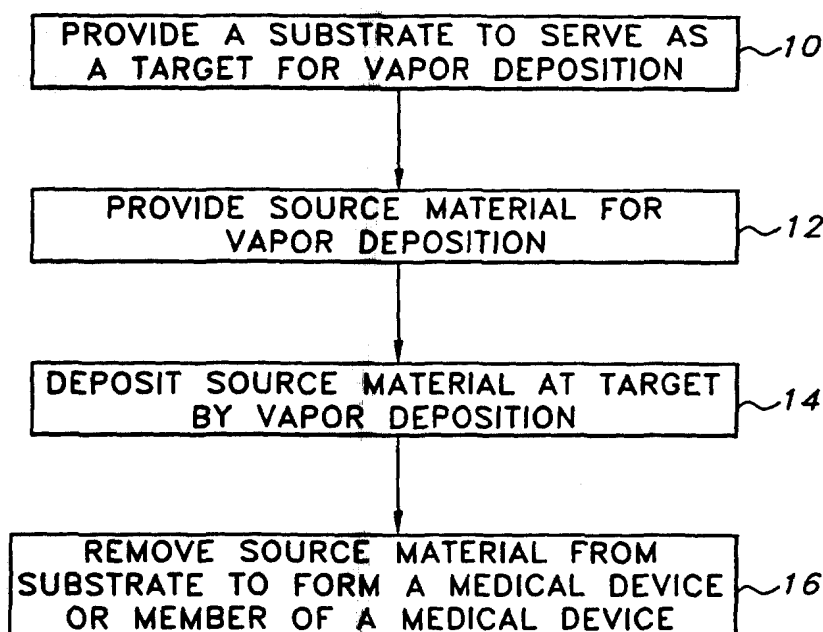 PROVIDE A SUBSTRATE TO SERVE AS
A TARGET FOR VAPOR DEPOSITION
10
PROVIDE SOURCE MATERIAL FOR
VAPOR DEPOSITION
12
DEPOSIT SOURCE MATERIAL AT TARGET
BY VAPOR DEPOSITION
14
REMOVE SOURCE MATERIAL FROM
SUBSTRATE TO FORM A MEDICAL DEVICE
OR MEMBER OF A MEDICAL DEVICE
16